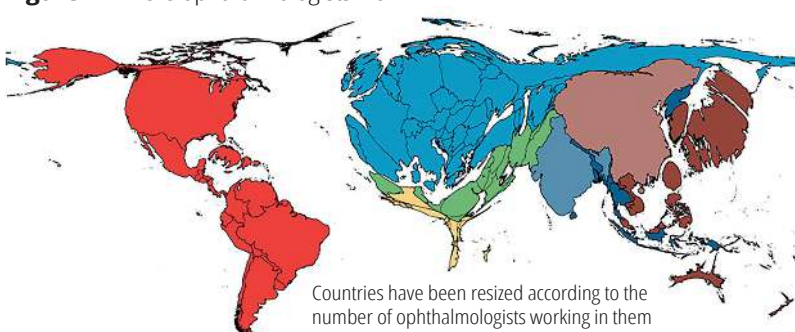 Countries have been resized according to the
number of ophthalmologists working in them